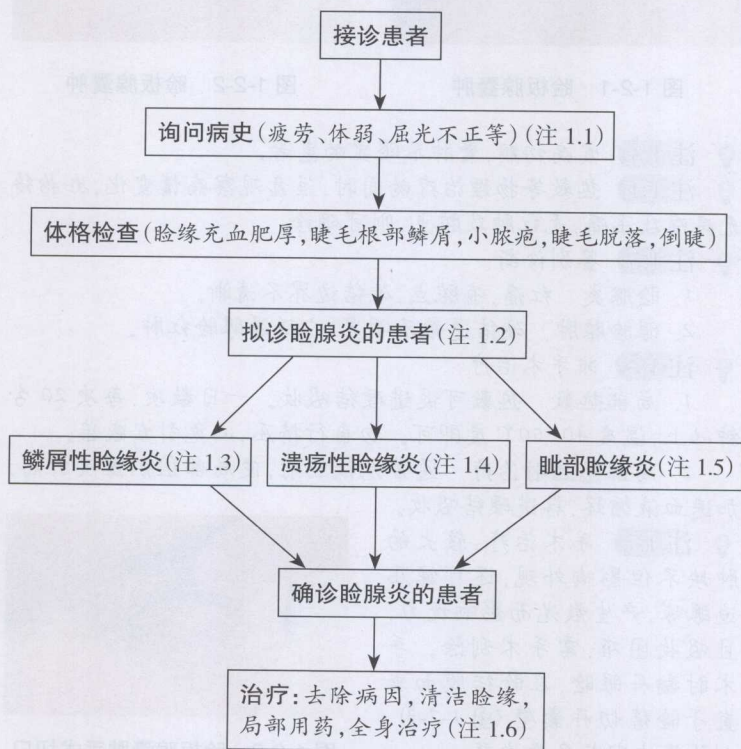 接诊患者
询问病史(疲劳、体弱、屈光不正等)(注 1.1)
体格检查(睑缘充血肥厚,睫毛根部鳞屑,小脓疱,睫毛脱落,倒睫)
拟诊睑腺炎的患者(注 1.2)
鳞屑性睑缘炎(注 1.3)
溃疡性睑缘炎(注 1.4)
眦部睑缘炎(注 1.5)
确诊睑腺炎的患者
治疗:去除病因,清洁睑缘,
局部用药,全身治疗(注 1.6)